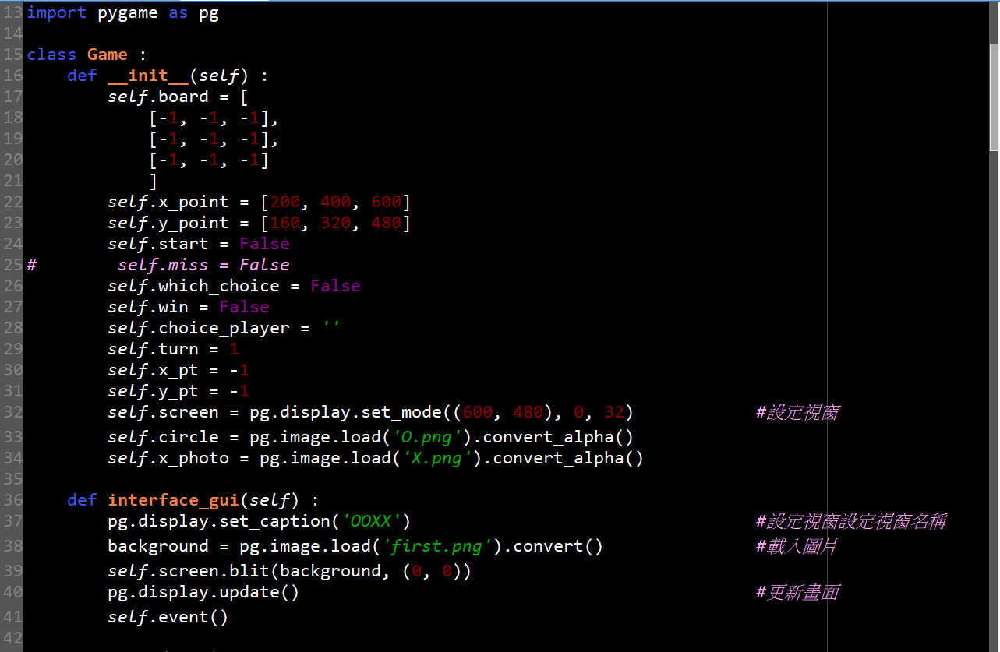 13 import pygame as pg
14
15 class Game :
16     def __init__(self) :
17         self.board = [
18             [-1, -1, -1],
19             [-1, -1, -1],
20             [-1, -1, -1]
21             ]
22         self.x_point = [200, 400, 600]
23         self.y_point = [160, 320, 480]
24         self.start = False
25 #        self.miss = False
26         self.which_choice = False
27         self.win = False
28         self.choice_player = ''
29         self.turn = 1
30         self.x_pt = -1
31         self.y_pt = -1
32         self.screen = pg.display.set_mode((600, 480), 0, 32)            #設定視窗
33         self.circle = pg.image.load('O.png').convert_alpha()
34         self.x_photo = pg.image.load('X.png').convert_alpha()
35
36     def interface_gui(self) :
37         pg.display.set_caption('OOXX')                                  #設定視窗設定視窗名稱
38         background = pg.image.load('first.png').convert()               #載入圖片
39         self.screen.blit(background, (0, 0))
40         pg.display.update()                                             #更新畫面
41         self.event()
42